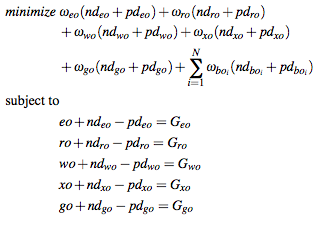 minimize ω_eo(nd_eo + pd_eo) + ω_ro(nd_ro + pd_ro)
+ ω_wo(nd_wo + pd_wo) + ω_xo(nd_xo + pd_xo)
+ ω_go(nd_go + pd_go) + ∑_{i=1}^{N} ω_{bo_i}(nd_{bo_i} + pd_{bo_i})
subject to
eo + nd_eo − pd_eo = G_eo
ro + nd_ro − pd_ro = G_ro
wo + nd_wo − pd_wo = G_wo
xo + nd_xo − pd_xo = G_xo
go + nd_go − pd_go = G_go